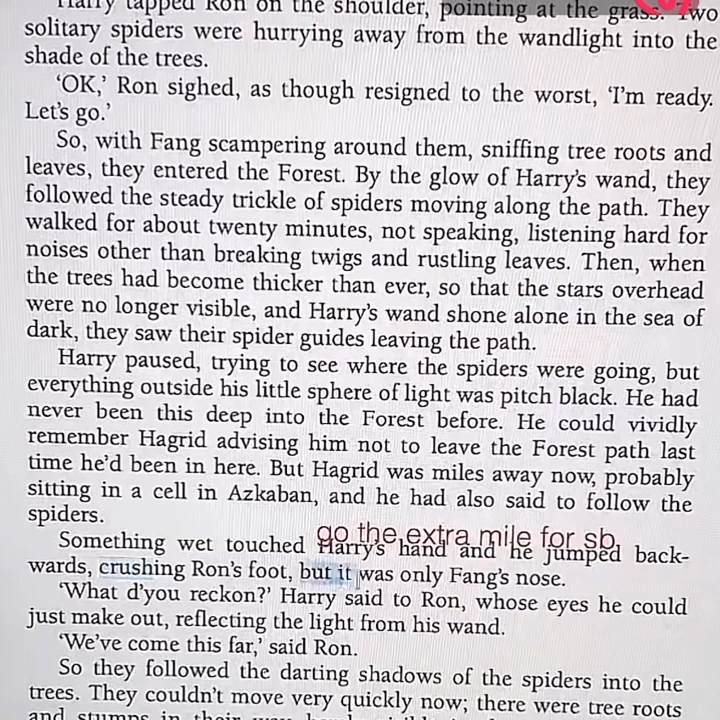 Harry tapped Ron on the shoulder, pointing at the grass. Two
solitary spiders were hurrying away from the wandlight into the
shade of the trees.
‘OK,’ Ron sighed, as though resigned to the worst, ‘I’m ready.
Let’s go.’
So, with Fang scampering around them, sniffing tree roots and
leaves, they entered the Forest. By the glow of Harry’s wand, they
followed the steady trickle of spiders moving along the path. They
walked for about twenty minutes, not speaking, listening hard for
noises other than breaking twigs and rustling leaves. Then, when
the trees had become thicker than ever, so that the stars overhead
were no longer visible, and Harry’s wand shone alone in the sea of
dark, they saw their spider guides leaving the path.
Harry paused, trying to see where the spiders were going, but
everything outside his little sphere of light was pitch black. He had
never been this deep into the Forest before. He could vividly
remember Hagrid advising him not to leave the Forest path last
time he’d been in here. But Hagrid was miles away now, probably
sitting in a cell in Azkaban, and he had also said to follow the
spiders.
go the extra mile for sb.
Something wet touched Harry’s hand and he jumped back-
wards, crushing Ron’s foot, but it was only Fang’s nose.
‘What d’you reckon?’ Harry said to Ron, whose eyes he could
just make out, reflecting the light from his wand.
‘We’ve come this far,’ said Ron.
So they followed the darting shadows of the spiders into the
trees. They couldn’t move very quickly now; there were tree roots
and stumps in their way